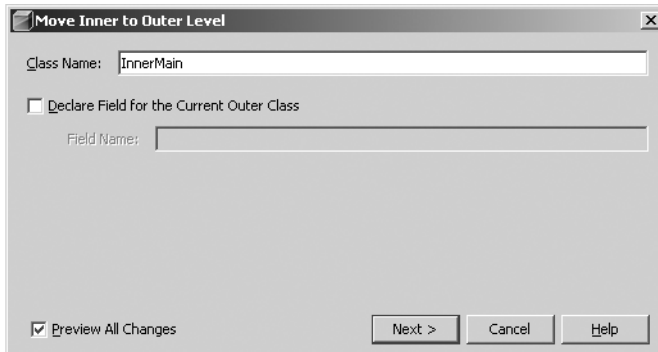 Move Inner to Outer Level
Class Name: InnerMain
Declare Field for the Current Outer Class
Field Name:
Preview All Changes Next > Cancel Help